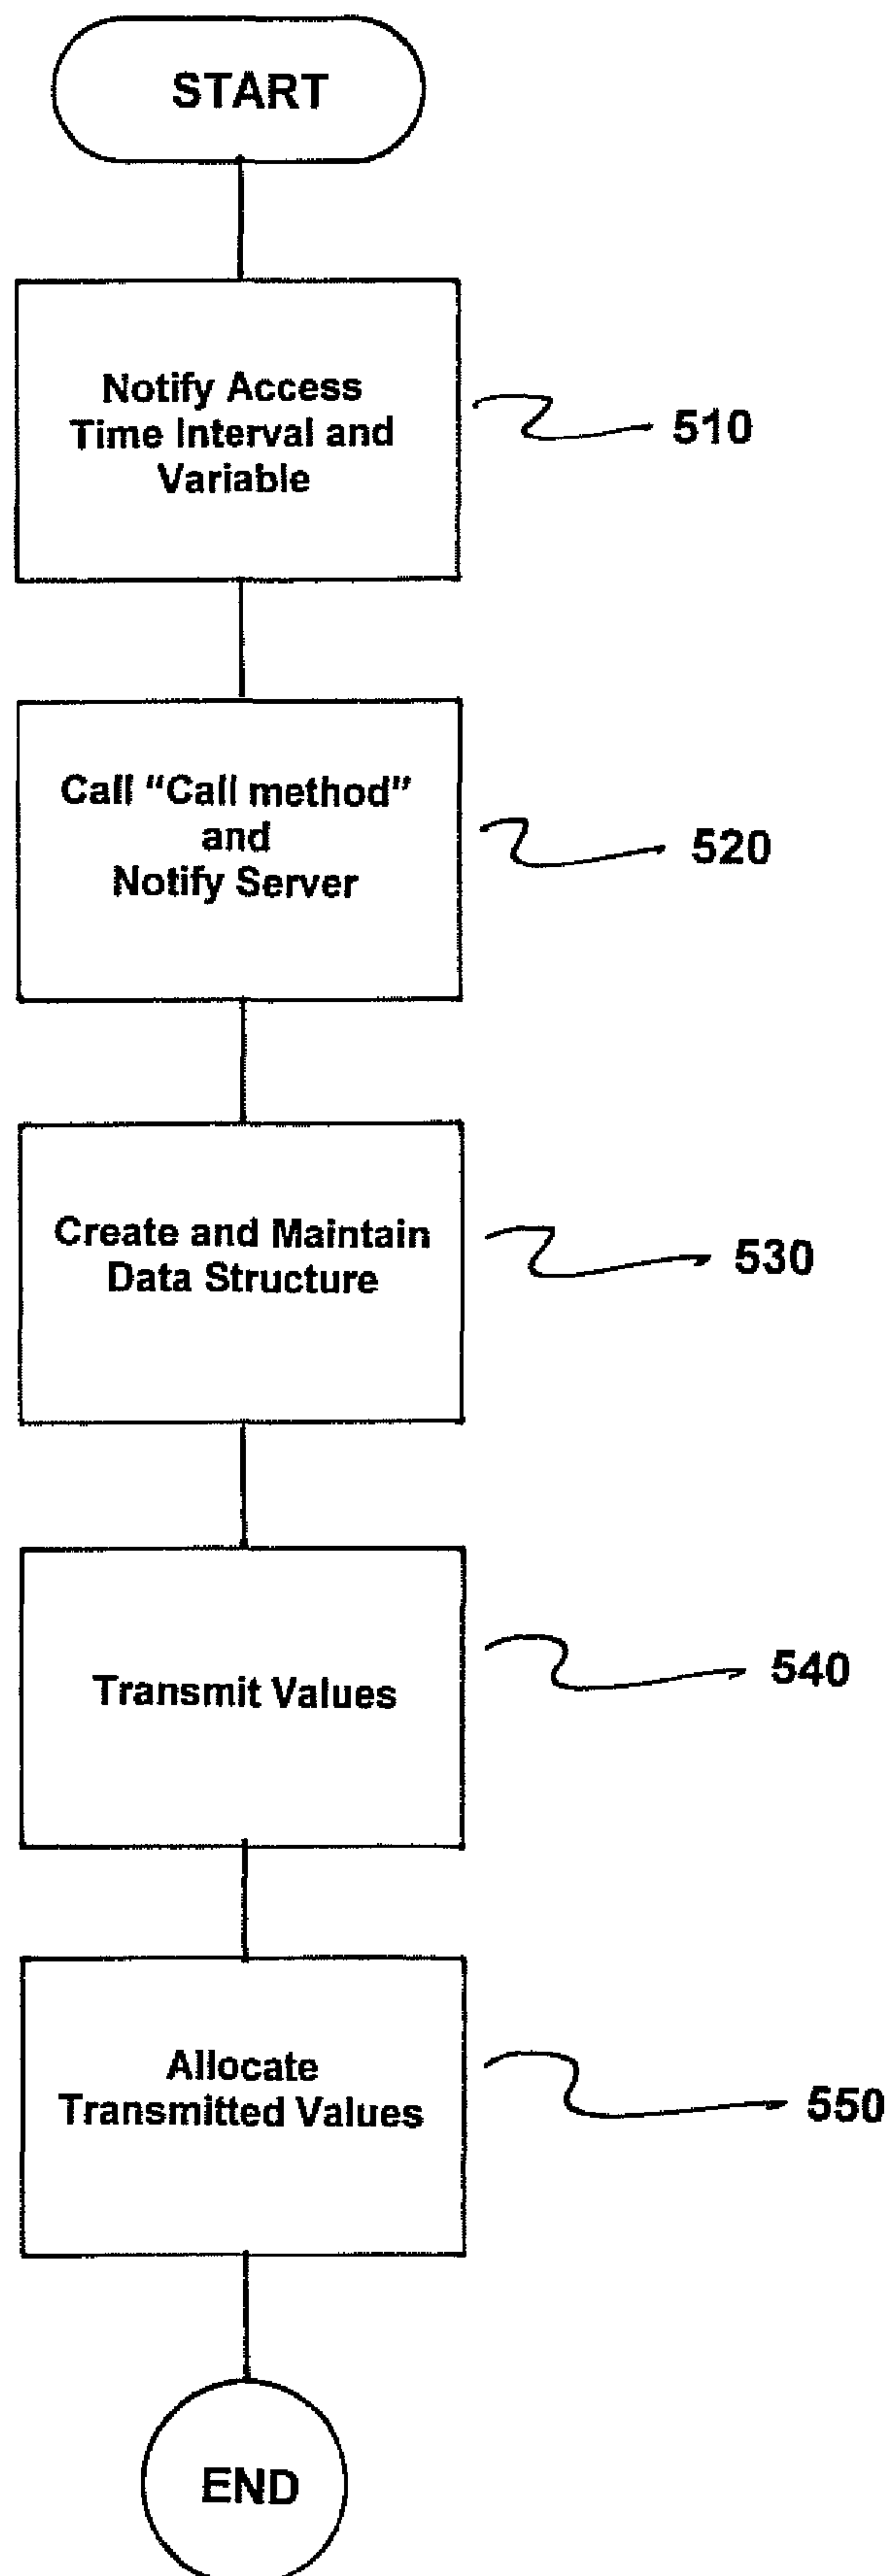 START
Notify Access
Time Interval and
Variable
510
Call “Call method”
and
Notify Server
520
Create and Maintain
Data Structure
530
Transmit Values
540
Allocate
Transmitted Values
550
END